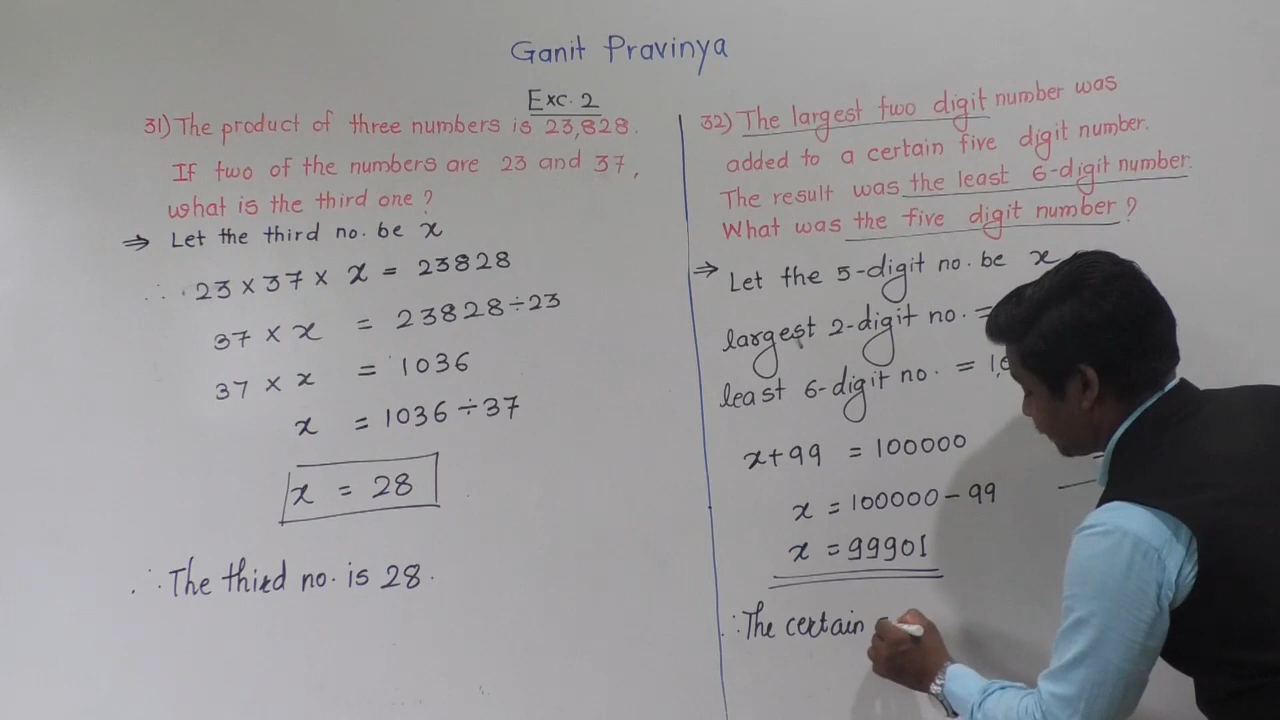 Ganit Pravinya
Exc. 2
31) The product of three numbers is 23,828.
If two of the numbers are 23 and 37,
what is the third one?
⇒ Let the third no. be x
∴ 23 × 37 × x = 23828
37 × x = 23828 ÷ 23
37 × x = 1036
x = 1036 ÷ 37
x = 28
∴ The third no. is 28.
32) The largest two digit number was
added to a certain five digit number.
The result was the least 6-digit number.
What was the five digit number?
⇒ Let the 5-digit no. be x
largest 2-digit no. =
least 6-digit no. =
x + 99 = 100000
x = 100000 - 99
x = 99901
∴ The certain